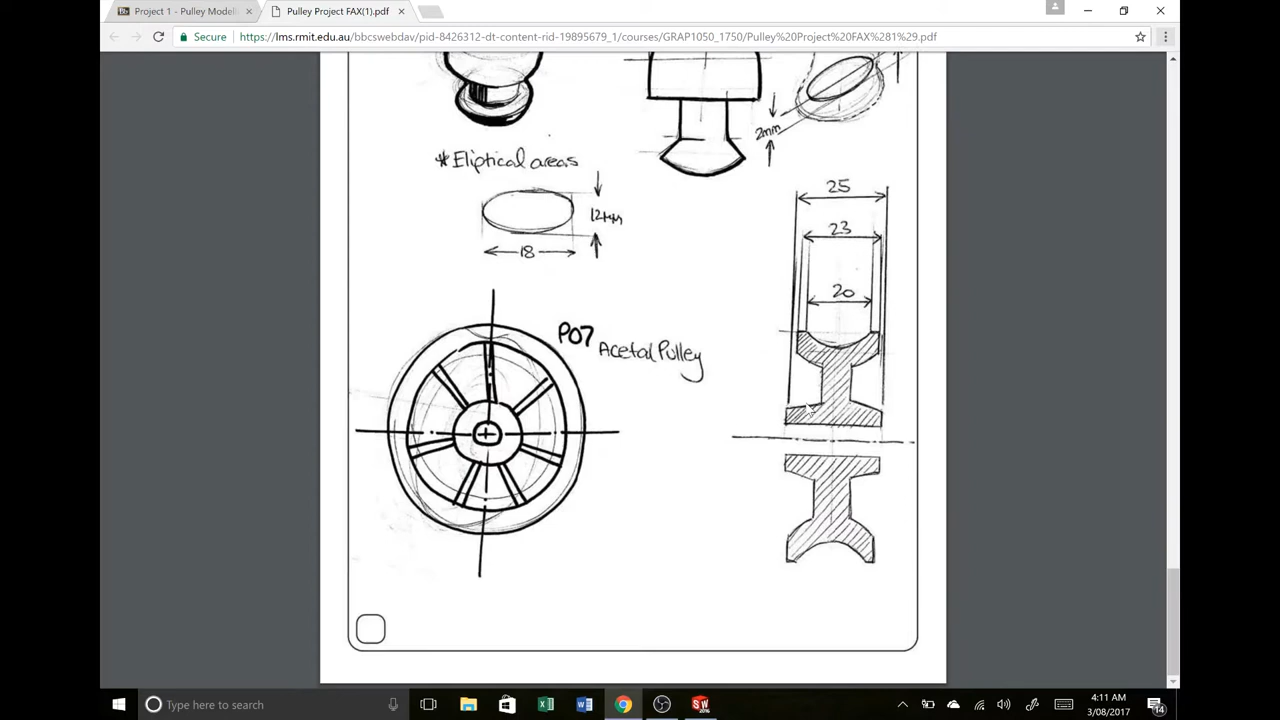 Project 1 - Pulley Modelli
Pulley Project FAX(1).pdf
Secure
https://lms.rmit.edu.au/bbcswebdav/pid-8426312-dt-content-rid-19895679_1/courses/GRAP1050_1750/Pulley%20Project%20FAX%281%29.pdf
2mm
*Eliptical areas
12mm
18
25
23
20
P07
Acetal Pulley
Type here to search
4:11 AM
3/08/2017
14